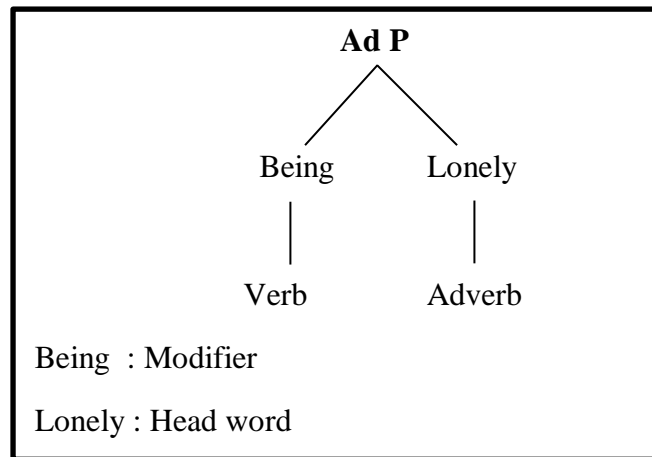 Ad P
Being Lonely
Verb Adverb
Being : Modifier
Lonely : Head word